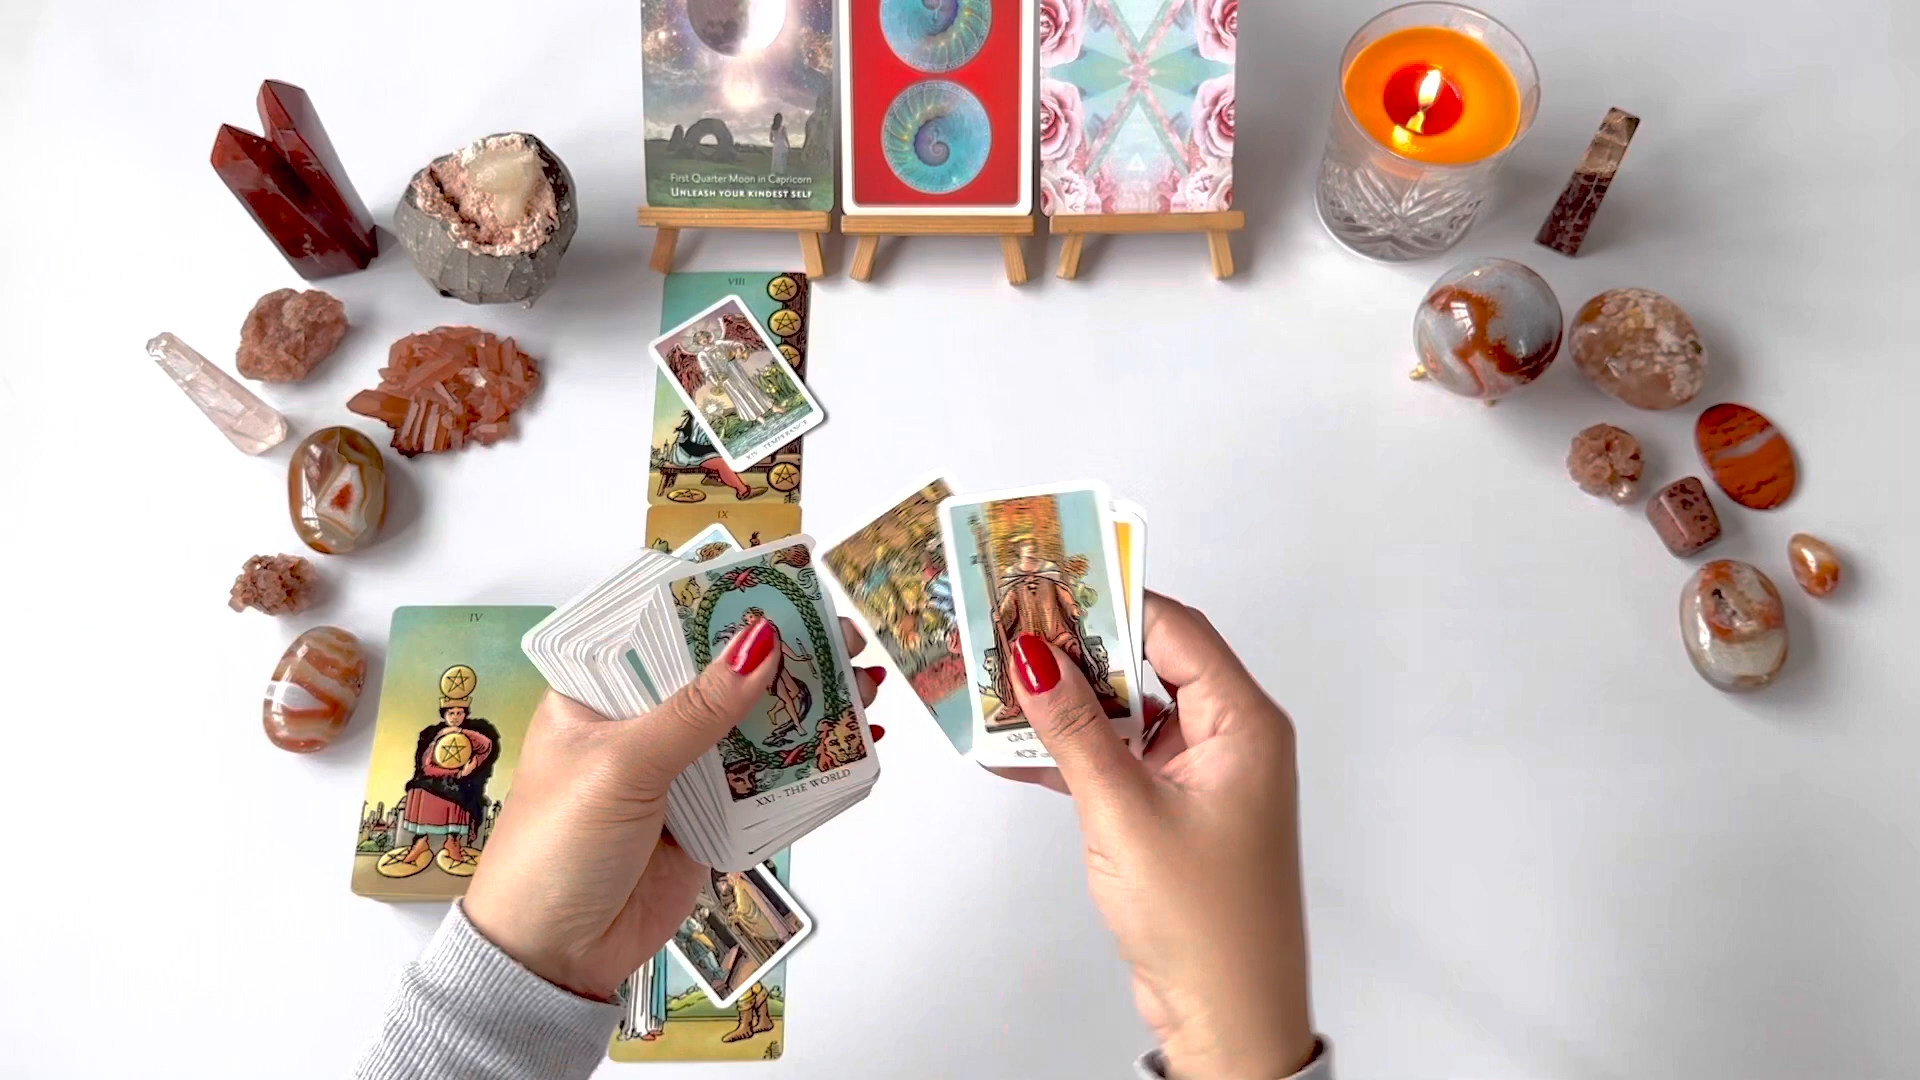 First Quarter Moon in Capricorn
UNLEASH YOUR KINDEST SELF
VIII
XIV · TEMPERANCE
IX
IV
XXI - THE WORLD